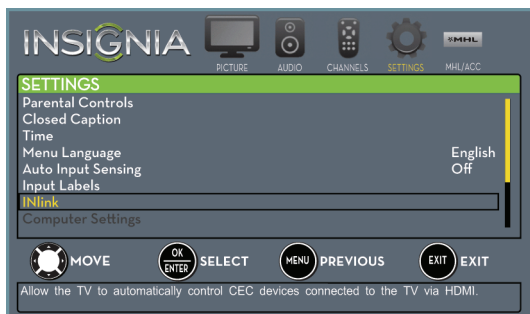 INSIGNIA
PICTURE AUDIO CHANNELS SETTINGS MHL/ACC
MHL
SETTINGS
Parental Controls
Closed Caption
Time
Menu Language English
Auto Input Sensing Off
Input Labels
INlink
Computer Settings
MOVE OK ENTER SELECT MENU PREVIOUS EXIT EXIT
Allow the TV to automatically control CEC devices connected to the TV via HDMI.